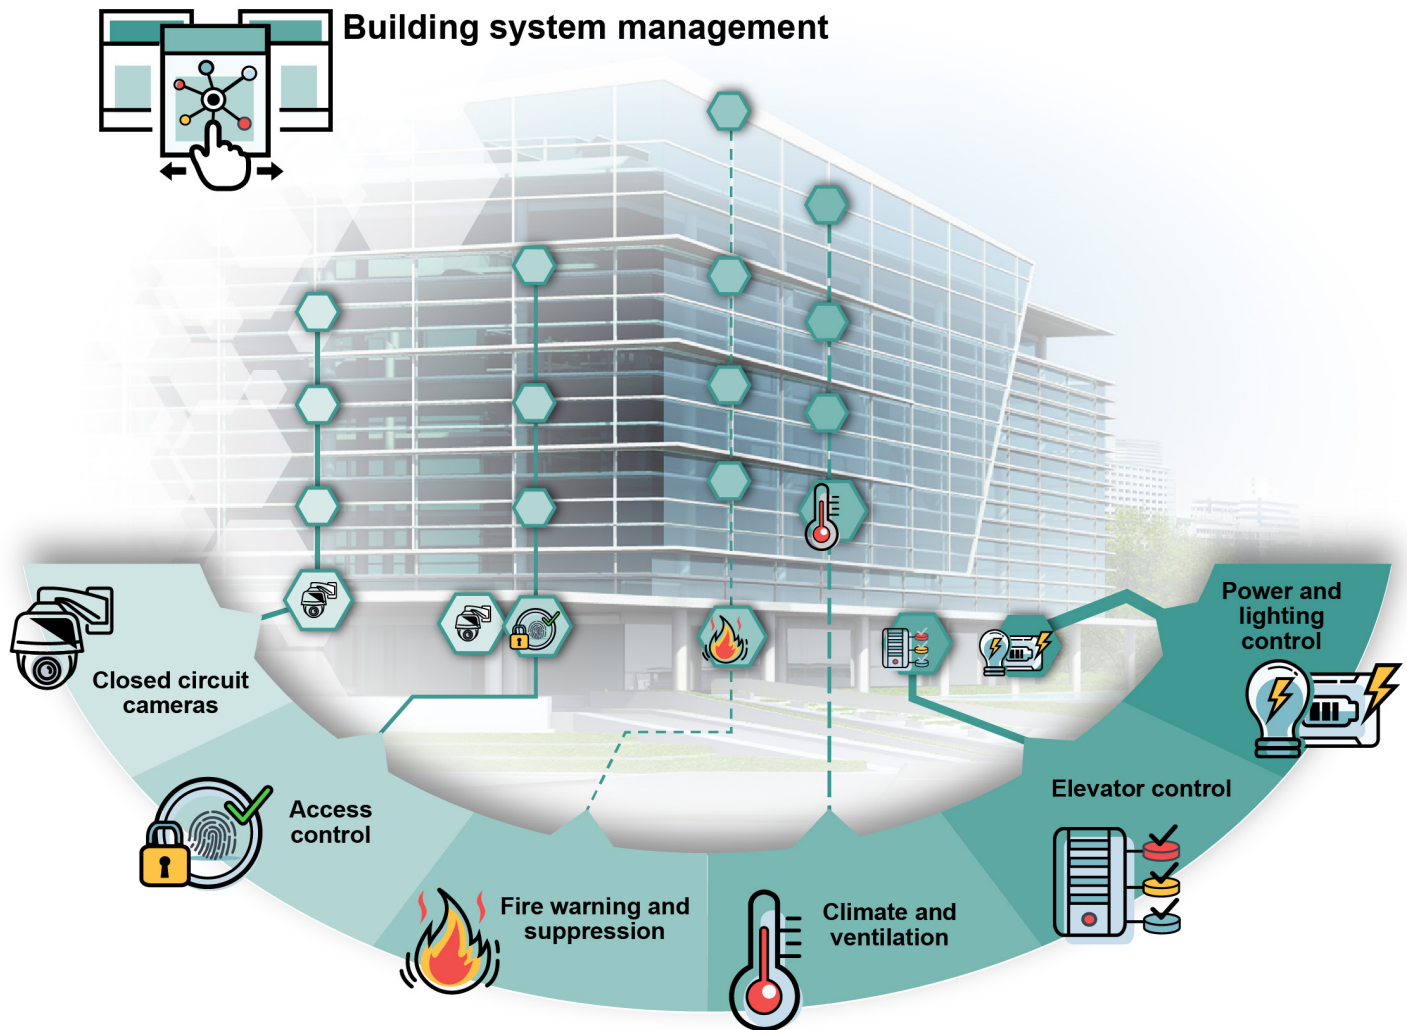 Building system management
Power and
lighting
control
Closed circuit
cameras
Elevator control
Access
control
Fire warning and
suppression
Climate and
ventilation